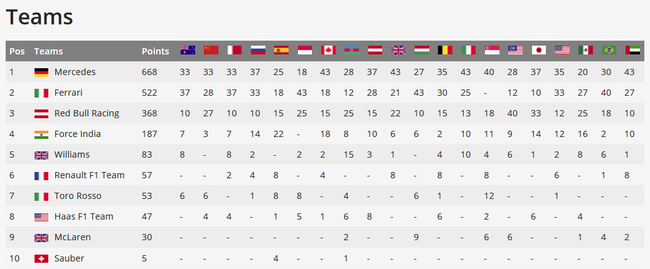 Teams
Pos Teams Points
1 Mercedes 668 33 33 33 37 25 18 43 28 37 43 27 35 43 40 28 37 35 20 30 43
2 Ferrari 522 37 28 37 33 33 18 43 18 12 28 21 43 30 25 - 12 10 33 27 40 27
3 Red Bull Racing 368 10 27 10 10 15 25 15 25 15 22 10 15 13 18 40 33 12 25 18 10
4 Force India 187 7 3 7 14 22 - 18 8 10 6 6 2 10 11 9 14 12 16 2 10
5 Williams 83 8 - 8 2 - 2 2 15 3 1 - 4 10 4 6 1 2 8 6 1
6 Renault F1 Team 57 - - 2 4 8 - 4 - - 8 - 8 - 8 - - 6 - 1 8
7 Toro Rosso 53 6 6 - 1 8 8 - 4 - - 6 1 - 12 - - 1 - - -
8 Haas F1 Team 47 - 4 4 - 1 5 1 6 8 - - 6 - 2 - 6 - 4 - -
9 McLaren 30 - - - - - - - 2 - - 9 - - 6 6 - - 1 4 2
10 Sauber 5 - - - - 4 - - 1 - - - - - - - - - - - -